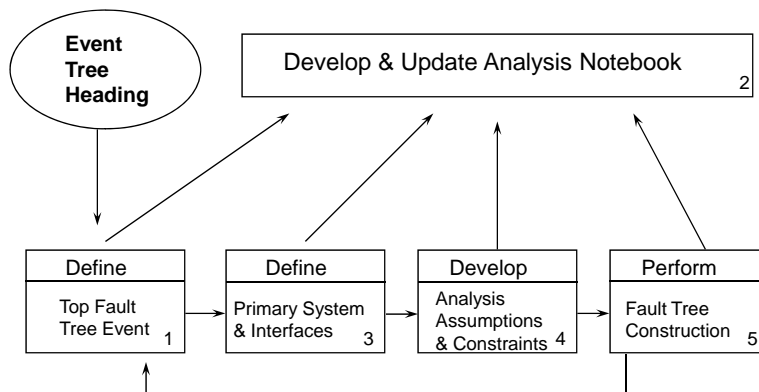 Event
Tree
Heading
Develop & Update Analysis Notebook
2
Define
Top Fault
Tree Event
1
Define
Primary System
& Interfaces
3
Develop
Analysis
Assumptions
& Constraints
4
Perform
Fault Tree
Construction
5